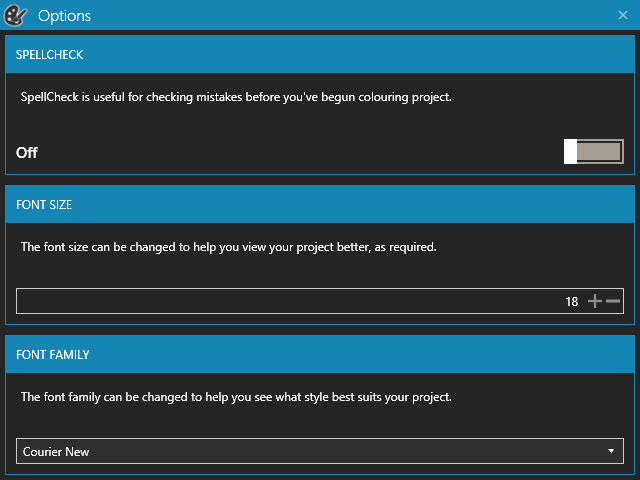 Options
SPELLCHECK
SpellCheck is useful for checking mistakes before you've begun colouring project.
Off
FONT SIZE
The font size can be changed to help you view your project better, as required.
18
FONT FAMILY
The font family can be changed to help you see what style best suits your project.
Courier New